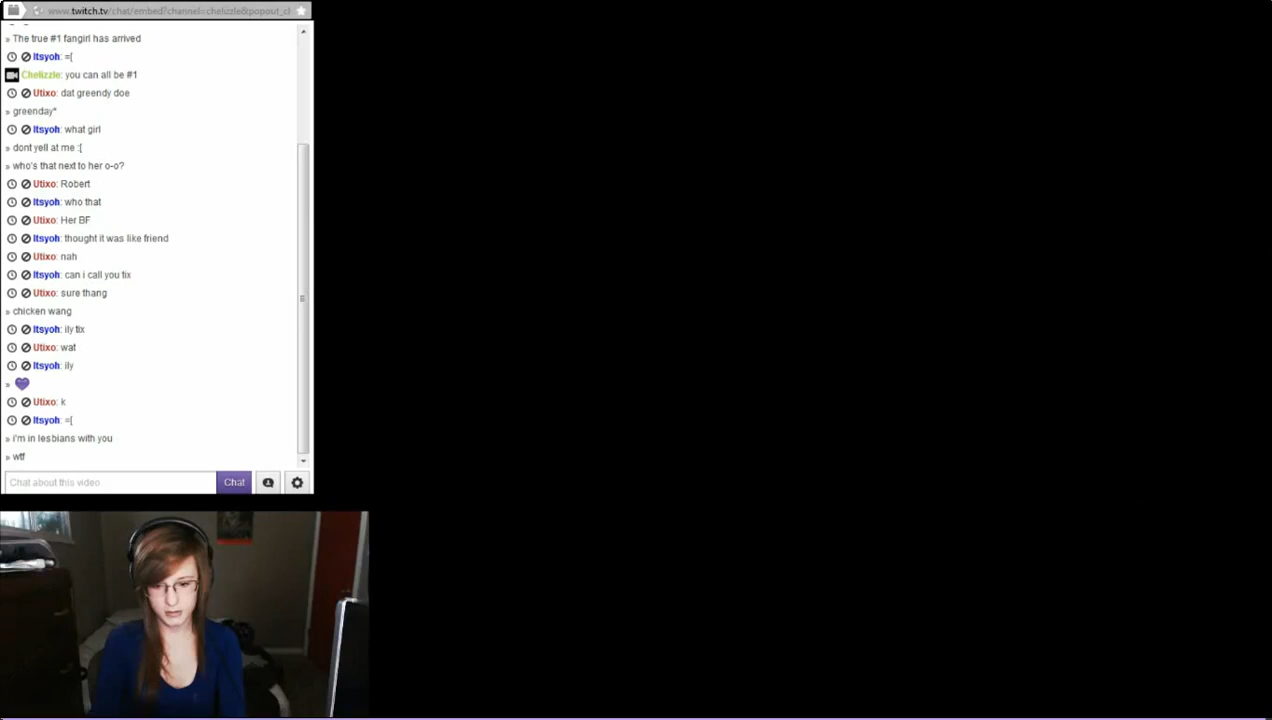 www.twitch.tv/chat/embed?channel=chelizzle&popout_cl
The true #1 fangirl has arrived
Itsyoh: =[
Chelizzle: you can all be #1
Utixo: dat greendy doe
» greenday*
Itsyoh: what girl
» dont yell at me :[
» who's that next to her o-o?
Utixo: Robert
Itsyoh: who that
Utixo: Her BF
Itsyoh: thought it was like friend
Utixo: nah
Itsyoh: can i call you tix
Utixo: sure thang
» chicken wang
Itsyoh: ily tix
Utixo: wat
Itsyoh: ily
»
Utixo: k
Itsyoh: =[
» i'm in lesbians with you
» wtf
Chat about this video Chat